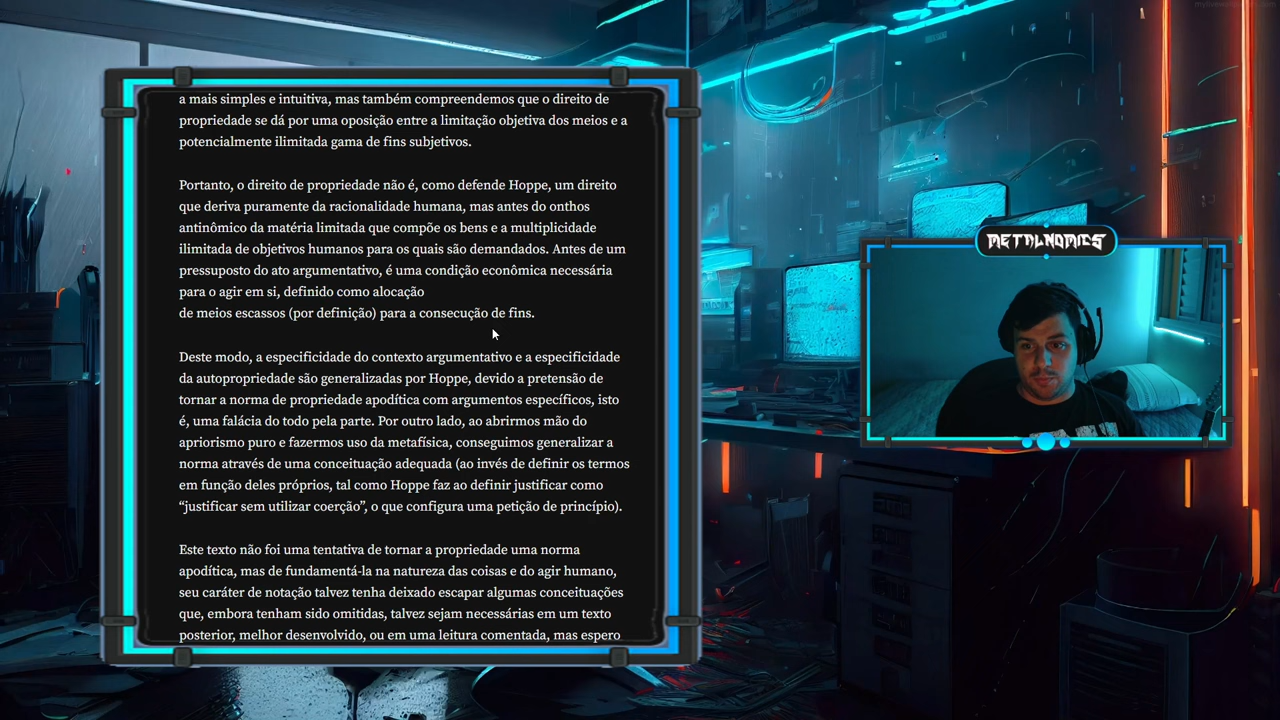 a mais simples e intuitiva, mas também compreendemos que o direito de
propriedade se dá por uma oposição entre a limitação objetiva dos meios e a
potencialmente ilimitada gama de fins subjetivos.
Portanto, o direito de propriedade não é, como defende Hoppe, um direito
que deriva puramente da racionalidade humana, mas antes do onthos
antinômico da matéria limitada que compõe os bens e a multiplicidade
ilimitada de objetivos humanos para os quais são demandados. Antes de um
pressuposto do ato argumentativo, é uma condição econômica necessária
para o agir em si, definido como alocação
de meios escassos (por definição) para a consecução de fins.
Deste modo, a especificidade do contexto argumentativo e a especificidade
da autopropriedade são generalizadas por Hoppe, devido a pretensão de
tornar a norma de propriedade apodítica com argumentos específicos, isto
é, uma falácia do todo pela parte. Por outro lado, ao abrirmos mão do
apriorismo puro e fazermos uso da metafísica, conseguimos generalizar a
norma através de uma conceituação adequada (ao invés de definir os termos
em função deles próprios, tal como Hoppe faz ao definir justificar como
“justificar sem utilizar coerção”, o que configura uma petição de princípio).
Este texto não foi uma tentativa de tornar a propriedade uma norma
apodítica, mas de fundamentá-la na natureza das coisas e do agir humano,
seu caráter de notação talvez tenha deixado escapar algumas conceituações
que, embora tenham sido omitidas, talvez sejam necessárias em um texto
posterior, melhor desenvolvido, ou em uma leitura comentada, mas espero
METALNOMICS